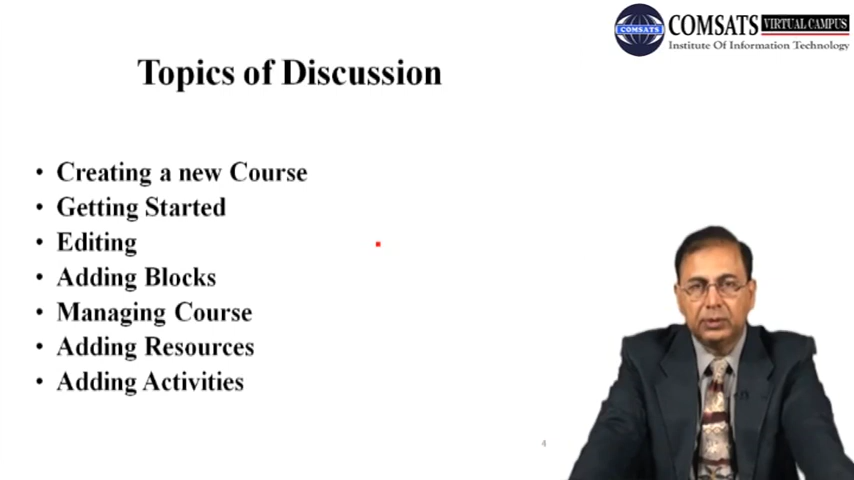 COMSATS VIRTUAL CAMPUS
COMSATS
Institute Of Information Technology
Topics of Discussion
• Creating a new Course
• Getting Started
• Editing
• Adding Blocks
• Managing Course
• Adding Resources
• Adding Activities
4